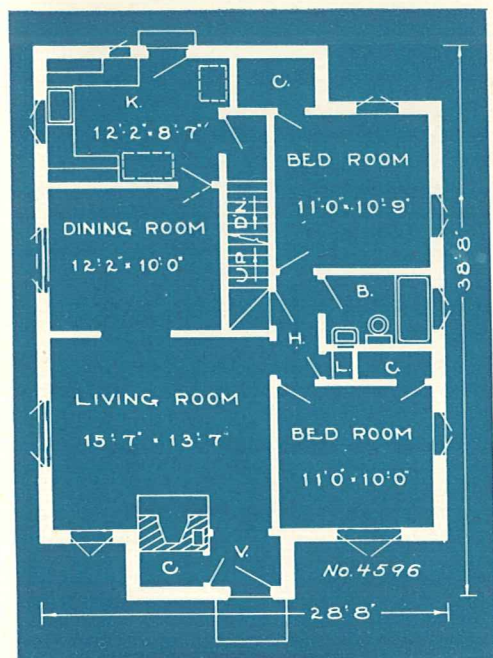 K.
12'-2" × 8'-7"
C.
BED ROOM
11'-0" × 10'-9"
DINING ROOM
12'-2" × 10'-0"
UP DN.
B.
38'-8"
H.
L.
C.
LIVING ROOM
15'-7" × 13'-7"
BED ROOM
11'-0" × 10'-0"
C.
V.
No. 4596
28'-8"